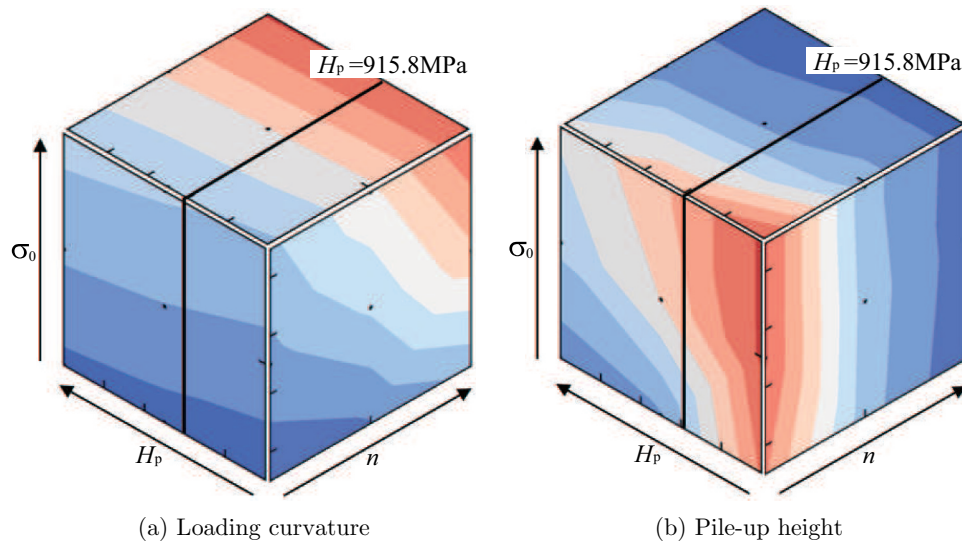 Hp=915.8MPa
σ0
Hp
n
(a) Loading curvature
Hp=915.8MPa
σ0
Hp
n
(b) Pile-up height